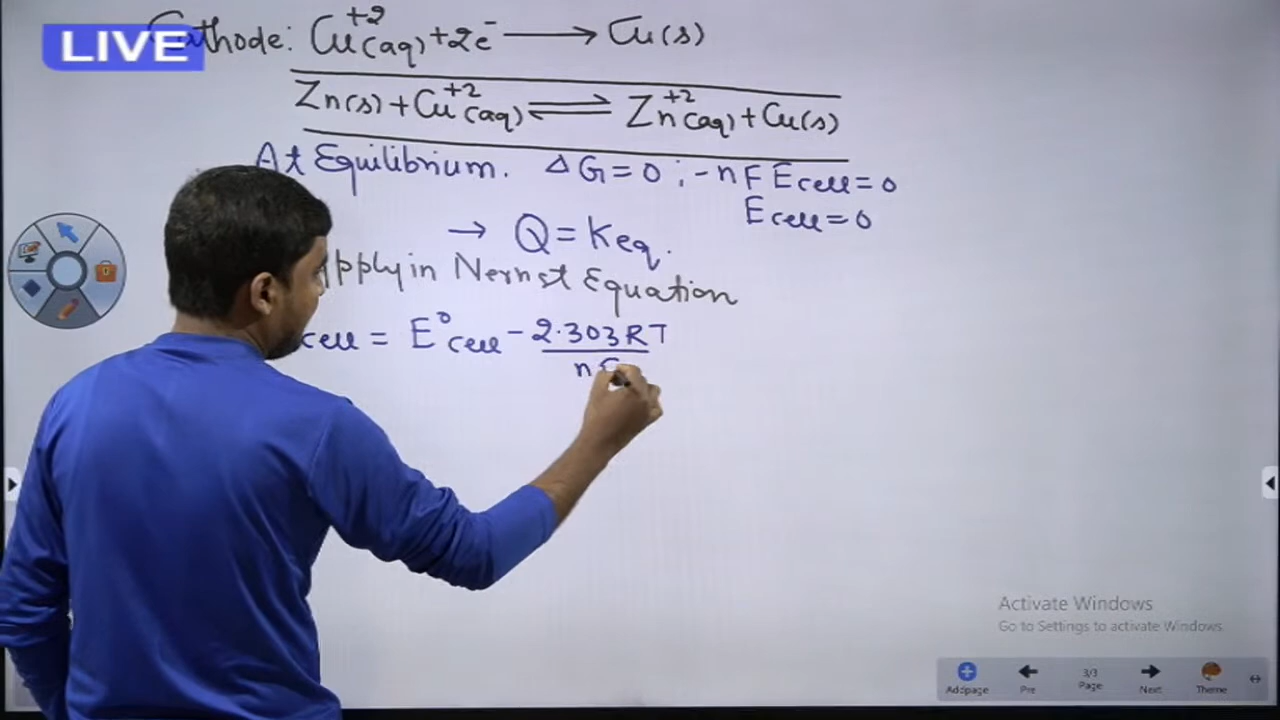 LIVE
Cathode: Cu+2(aq) + 2e- → Cu(s)
Zn(s) + Cu+2(aq) ⇌ Zn+2(aq) + Cu(s)
At Equilibrium. ΔG = 0 ; -nFEcell = 0
Ecell = 0
→ Q = Keq.
Apply in Nernst Equation
cell = E°cell - 2.303RT
n
Activate Windows
Go to Settings to activate Windows.
Addpage
Pre
3/3
Page
Next
Theme